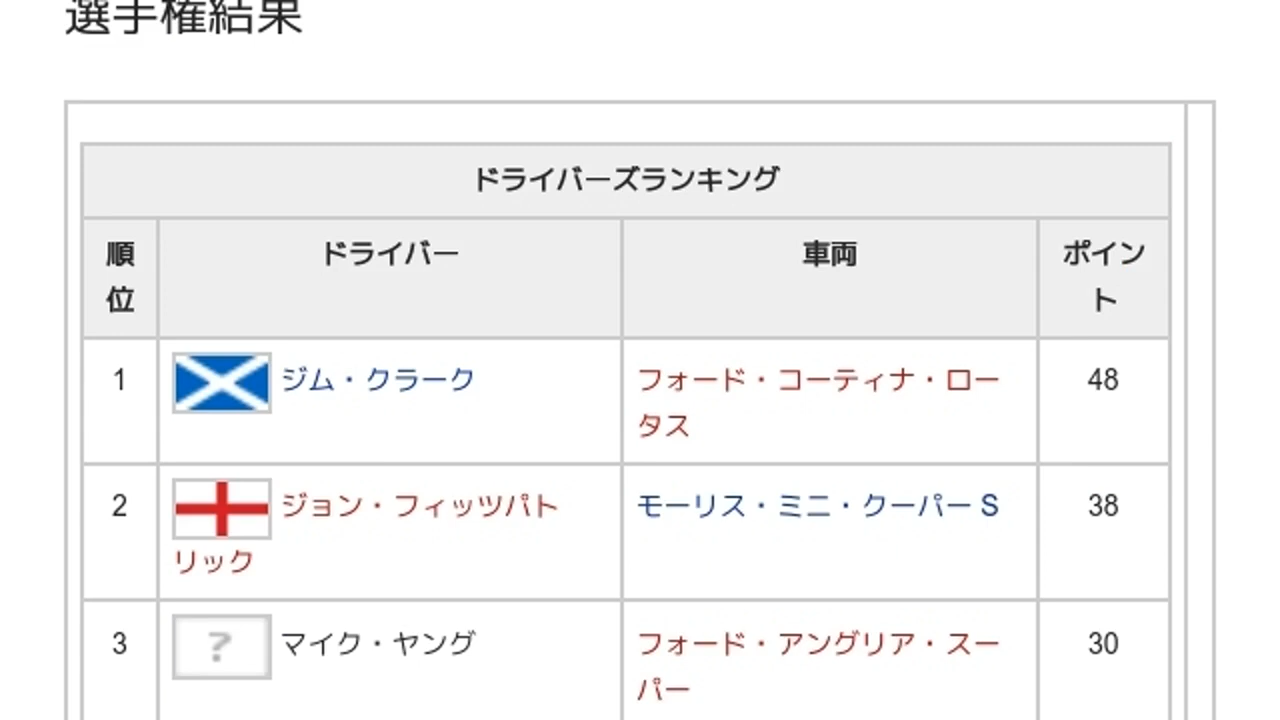 選手権結果
ドライバーズランキング
順位 ドライバー 車両 ポイント
1 ジム・クラーク フォード・コーティナ・ロータス 48
2 ジョン・フィッツパトリック モーリス・ミニ・クーパー S 38
3 ? マイク・ヤング フォード・アングリア・スーパー 30